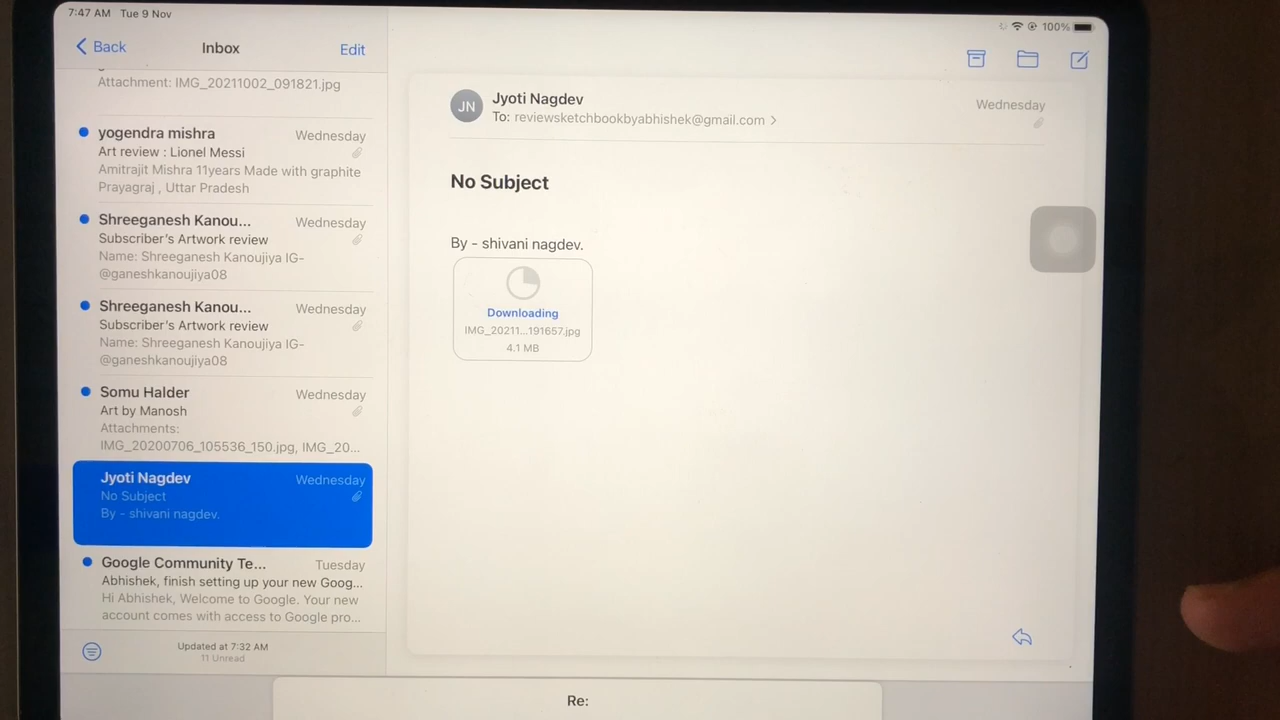 7:47 AM Tue 9 Nov
100%
Back
Inbox
Edit
Attachment: IMG_20211002_091821.jpg
yogendra mishra
Wednesday
Art review : Lionel Messi
Amitrajit Mishra 11years Made with graphite
Prayagraj , Uttar Pradesh
Shreeganesh Kanou...
Wednesday
Subscriber's Artwork review
Name: Shreeganesh Kanoujiya IG-
@ganeshkanoujiya08
Shreeganesh Kanou...
Wednesday
Subscriber's Artwork review
Name: Shreeganesh Kanoujiya IG-
@ganeshkanoujiya08
Somu Halder
Wednesday
Art by Manosh
Attachments:
IMG_20200706_105536_150.jpg, IMG_20...
Jyoti Nagdev
Wednesday
No Subject
By - shivani nagdev.
Google Community Te...
Tuesday
Abhishek, finish setting up your new Goog...
Hi Abhishek, Welcome to Google. Your new
account comes with access to Google pro...
Updated at 7:32 AM
11 Unread
JN
Jyoti Nagdev
Wednesday
To: reviewsketchbookbyabhishek@gmail.com
No Subject
By - shivani nagdev.
Downloading
IMG_20211...191657.jpg
4.1 MB
Re: